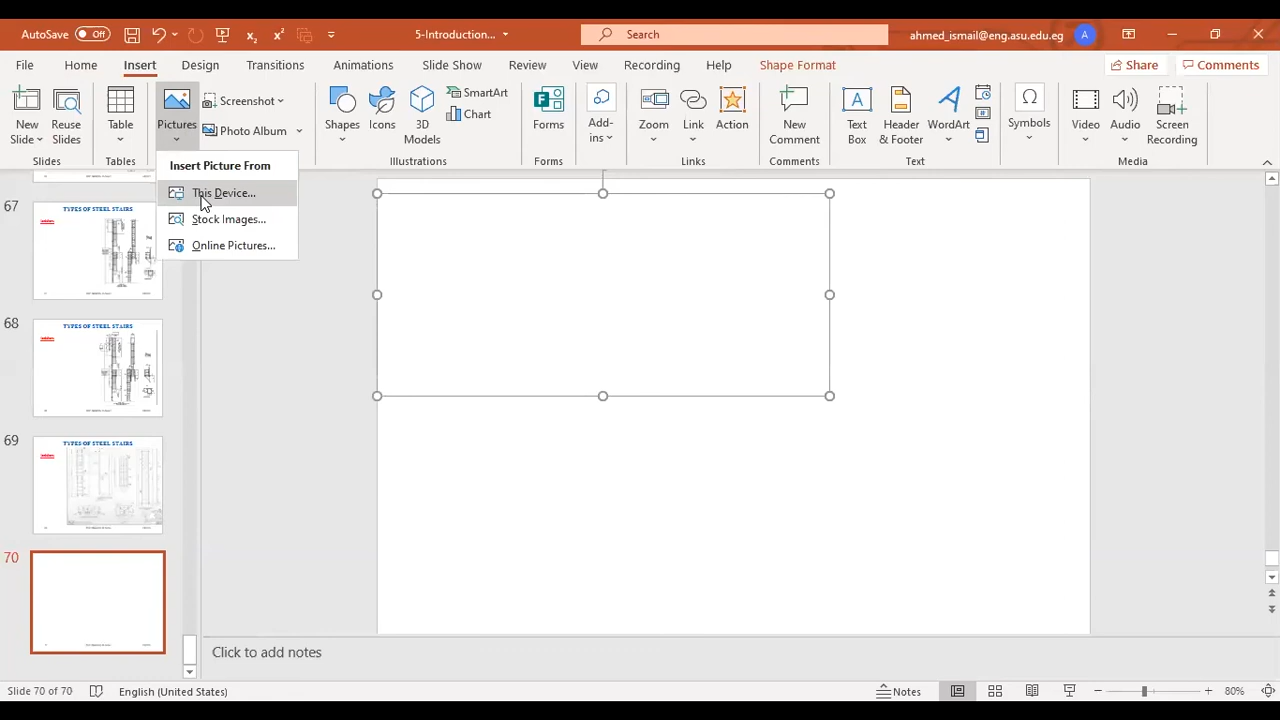 AutoSave Off 5-Introduction... Search ahmed_ismail@eng.asu.edu.eg A
File Home Insert Design Transitions Animations Slide Show Review View Recording Help Shape Format Share Comments
New Slide
Reuse Slides
Slides
Table
Tables
Pictures
Screenshot
Photo Album
Shapes
Icons
3D Models
SmartArt
Chart
Illustrations
Forms
Forms
Add-ins
Zoom
Link
Action
Links
New Comment
Comments
Text Box
Header & Footer
WordArt
Text
Symbols
Video
Audio
Screen Recording
Media
Insert Picture From
This Device...
Stock Images...
Online Pictures...
67
TYPES OF STEEL STAIRS
68
TYPES OF STEEL STAIRS
69
TYPES OF STEEL STAIRS
70
Click to add notes
Slide 70 of 70 English (United States) Notes 80%